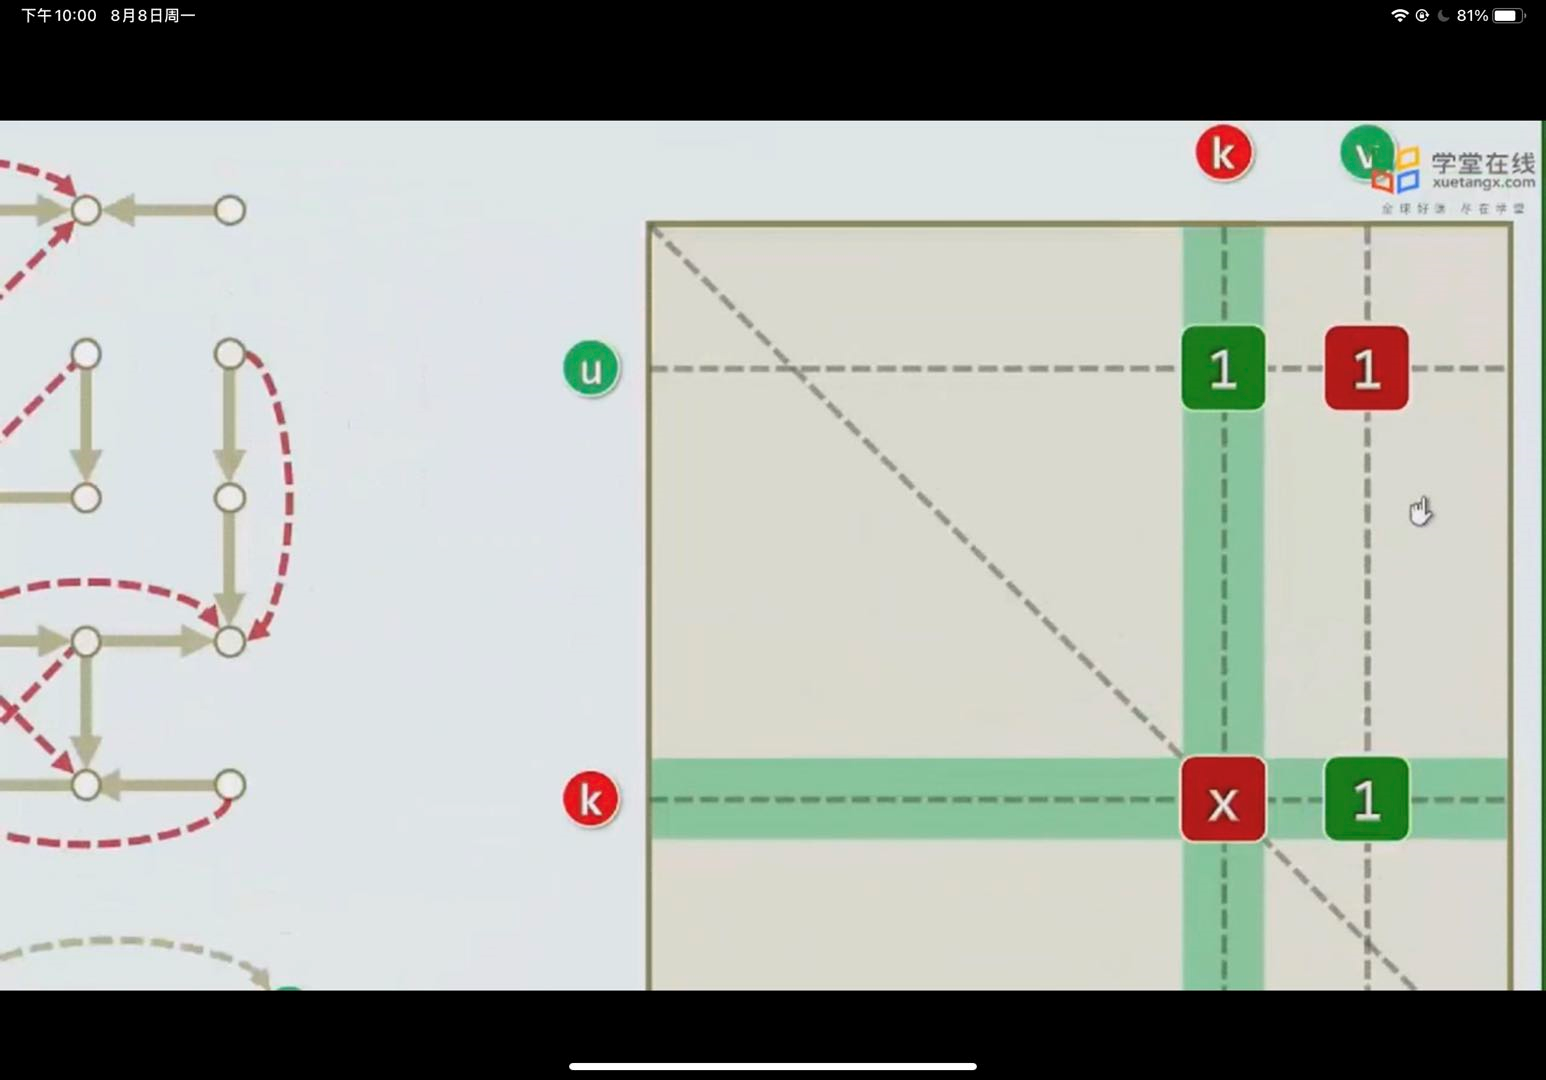 下午10:00 8月8日周一
81%
k
v
学堂在线
xuetangx.com
全球好课 尽在学堂
u
1
1
k
x
1